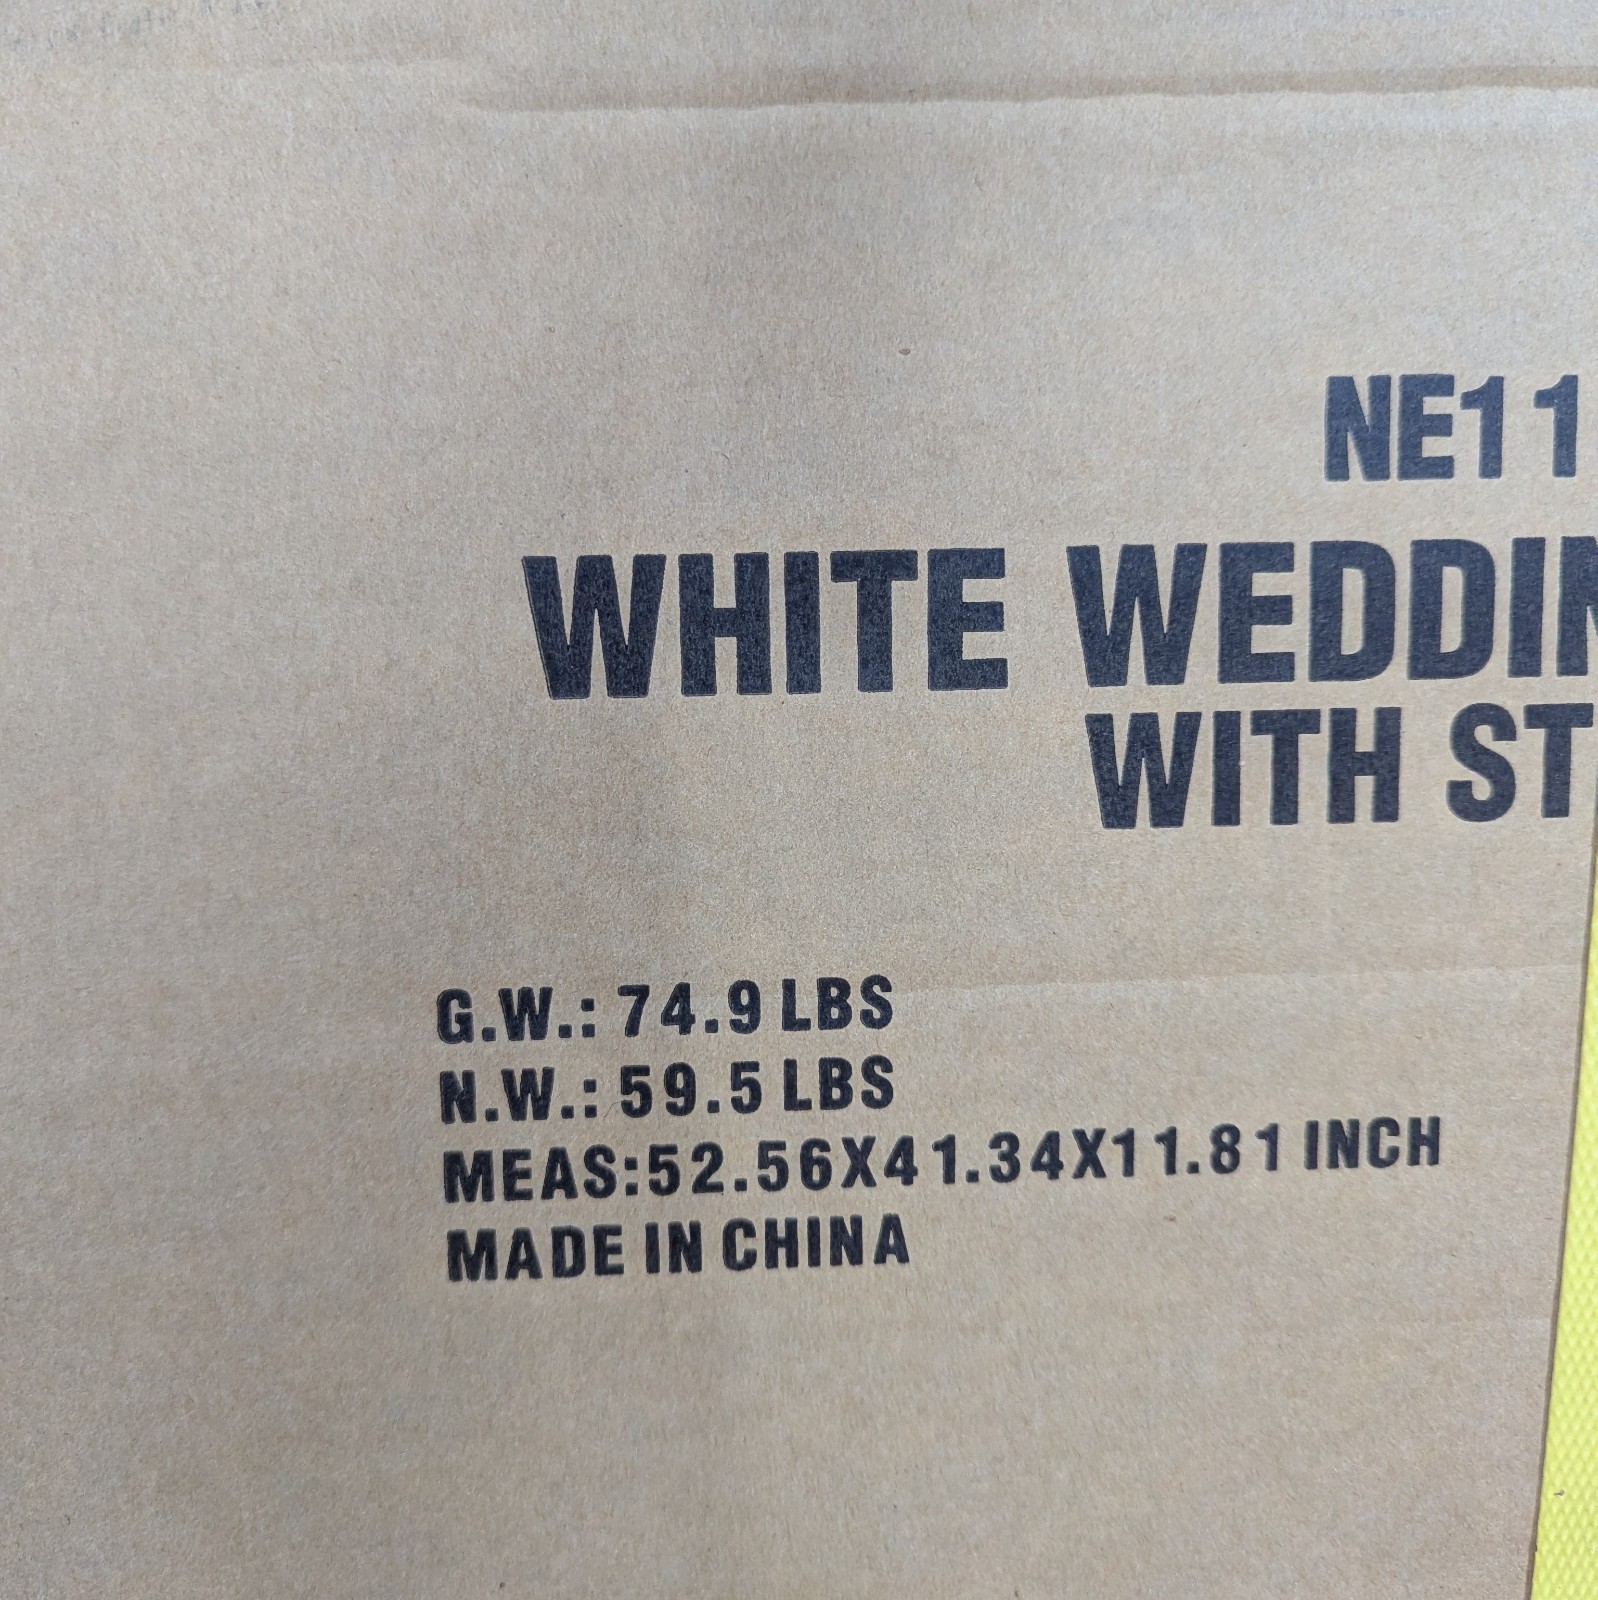 NE11
WHITE WEDDIN
WITH ST
G.W.: 74.9 LBS
N.W.: 59.5 LBS
MEAS:52.56X41.34X11.81 INCH
MADE IN CHINA